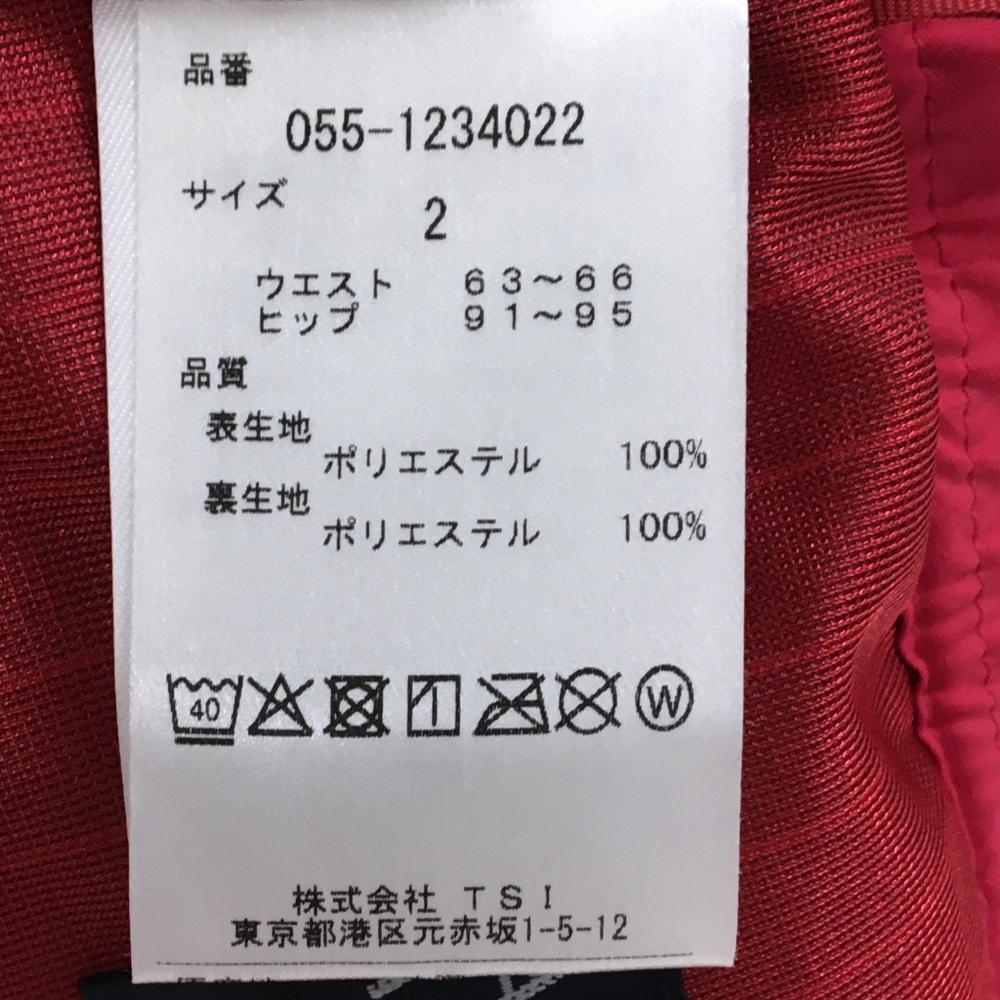 品番
055-1234022
サイズ
2
ウエスト 63～66
ヒップ 91～95
品質
表生地
ポリエステル 100%
裏生地
ポリエステル 100%
40 W
株式会社 TSI
東京都港区元赤坂1-5-12